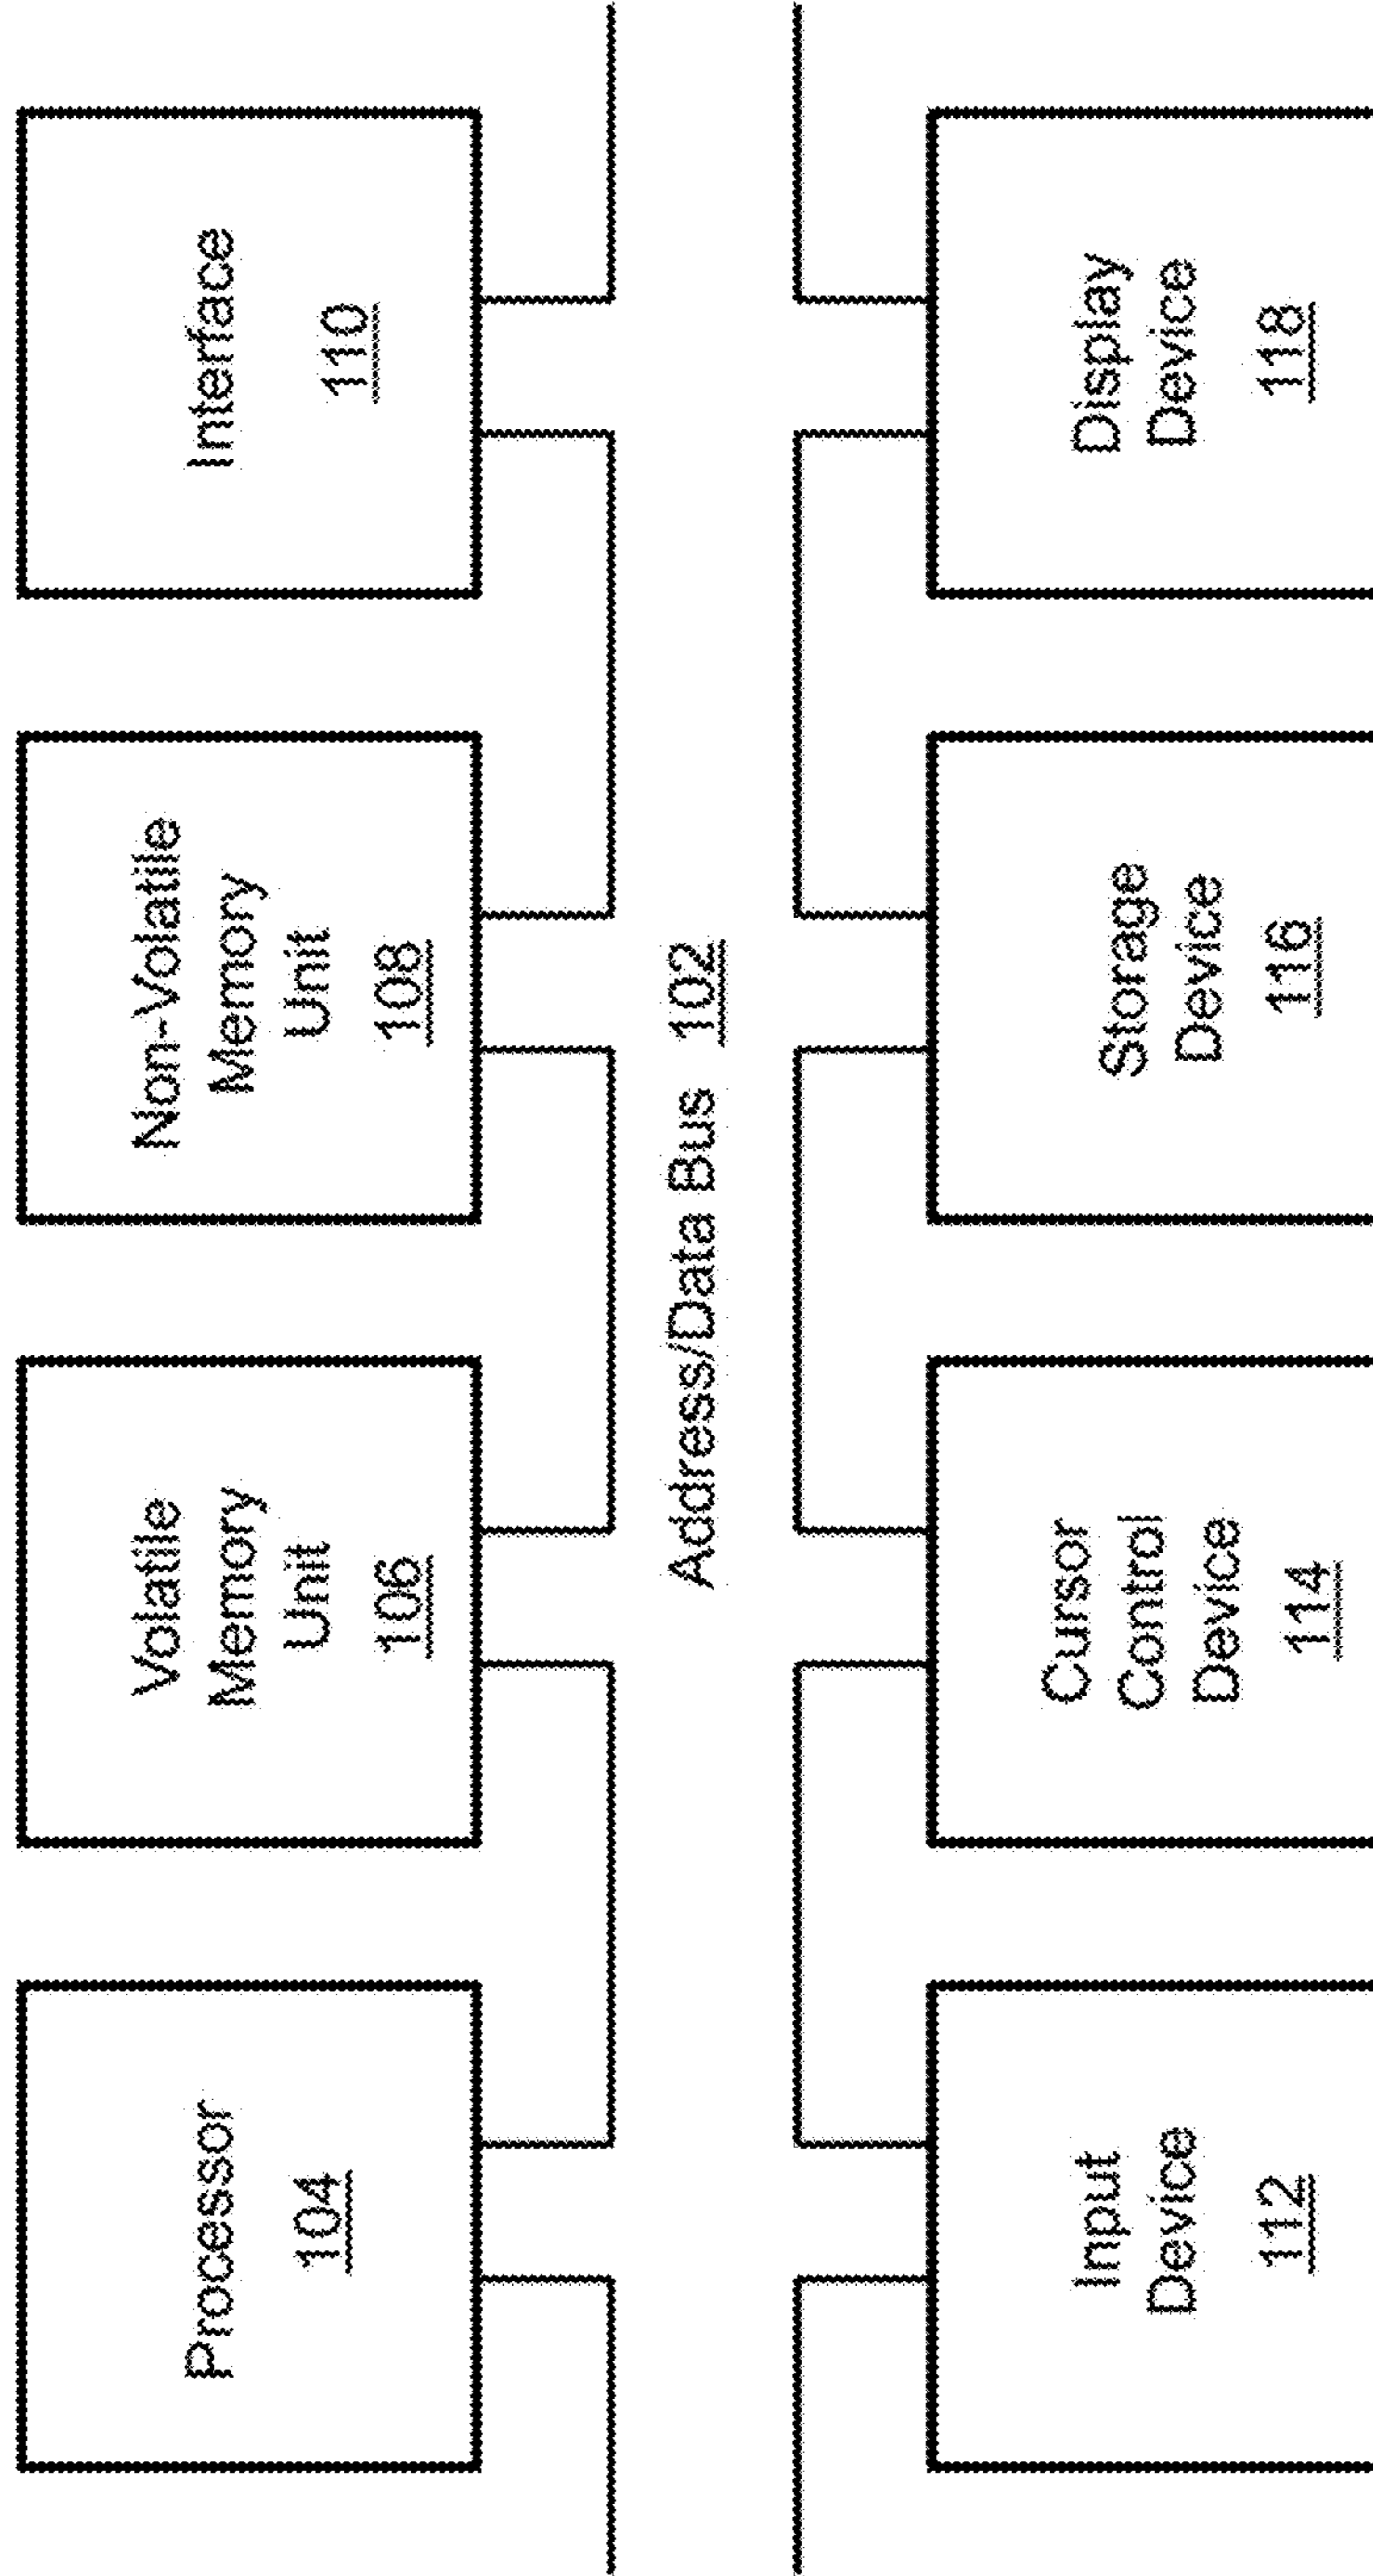 Processor
104
Volatile
Memory
Unit
106
Non-Volatile
Memory
Unit
108
Interface
110
Address/Data Bus 102
Input
Device
112
Cursor
Control
Device
114
Storage
Device
116
Display
Device
118